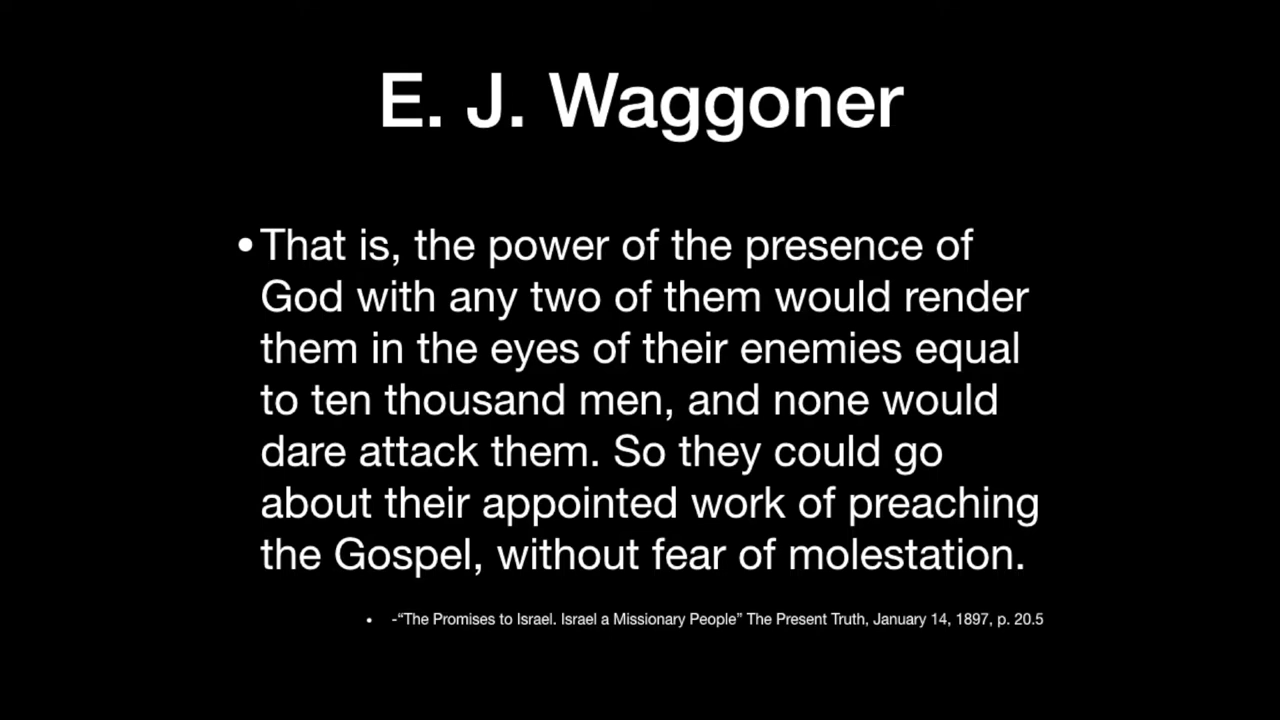 E. J. Waggoner
•That is, the power of the presence of
God with any two of them would render
them in the eyes of their enemies equal
to ten thousand men, and none would
dare attack them. So they could go
about their appointed work of preaching
the Gospel, without fear of molestation.
• -“The Promises to Israel. Israel a Missionary People” The Present Truth, January 14, 1897, p. 20.5